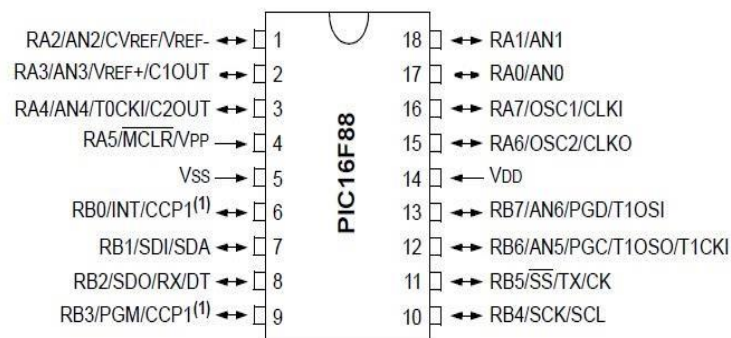 RA2/AN2/CVREF/VREF- 1 18 RA1/AN1
RA3/AN3/VREF+/C1OUT 2 17 RA0/AN0
RA4/AN4/T0CKI/C2OUT 3 16 RA7/OSC1/CLKI
RA5/MCLR/VPP 4 15 RA6/OSC2/CLKO
VSS 5 14 VDD
RB0/INT/CCP1(1) 6 13 RB7/AN6/PGD/T1OSI
RB1/SDI/SDA 7 12 RB6/AN5/PGC/T1OSO/T1CKI
RB2/SDO/RX/DT 8 11 RB5/SS/TX/CK
RB3/PGM/CCP1(1) 9 10 RB4/SCK/SCL
PIC16F88